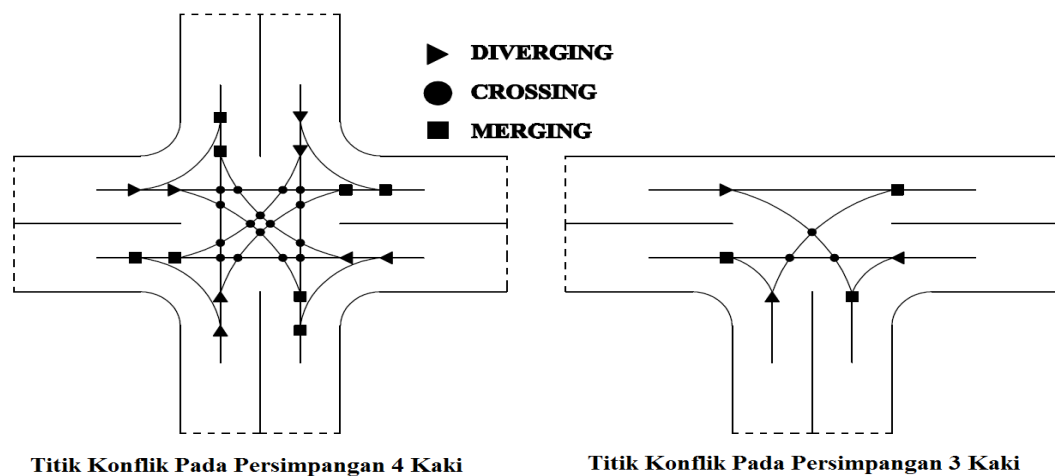 DIVERGING
CROSSING
MERGING
Titik Konflik Pada Persimpangan 4 Kaki
Titik Konflik Pada Persimpangan 3 Kaki